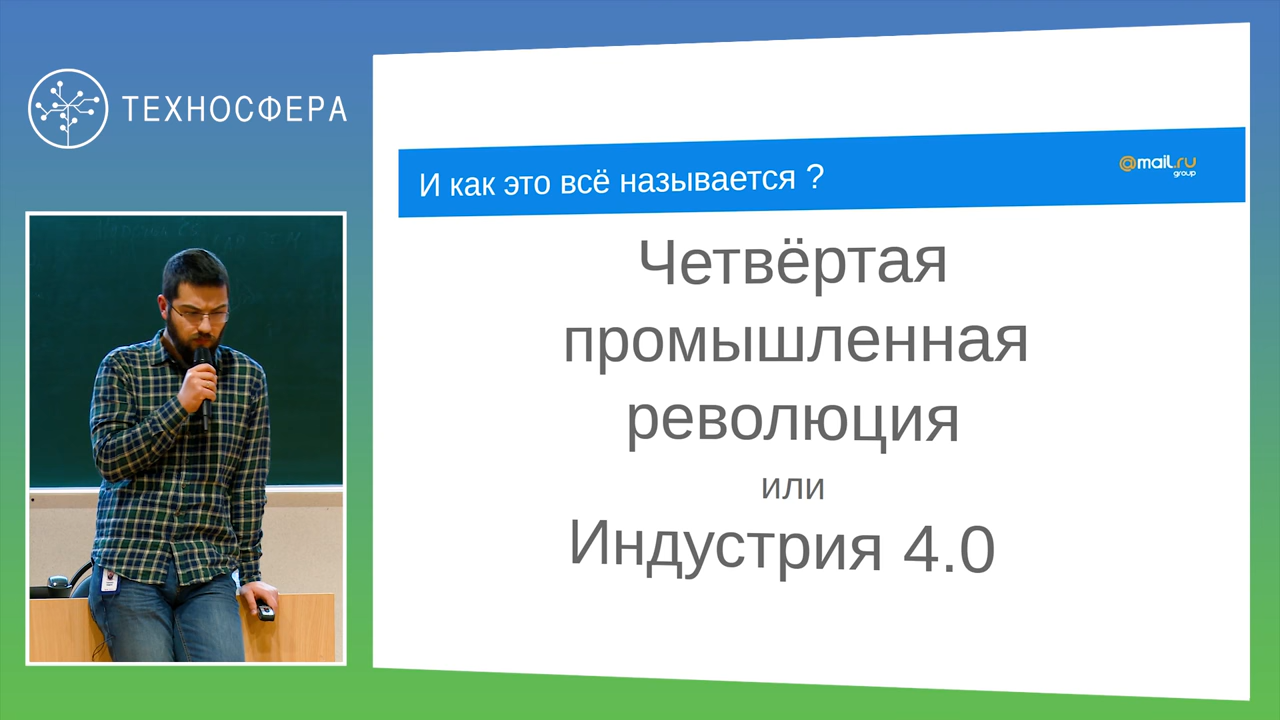 ТЕХНОСФЕРА
И как это всё называется ?
@mail.ru
group
Четвёртая
промышленная
революция
или
Индустрия 4.0